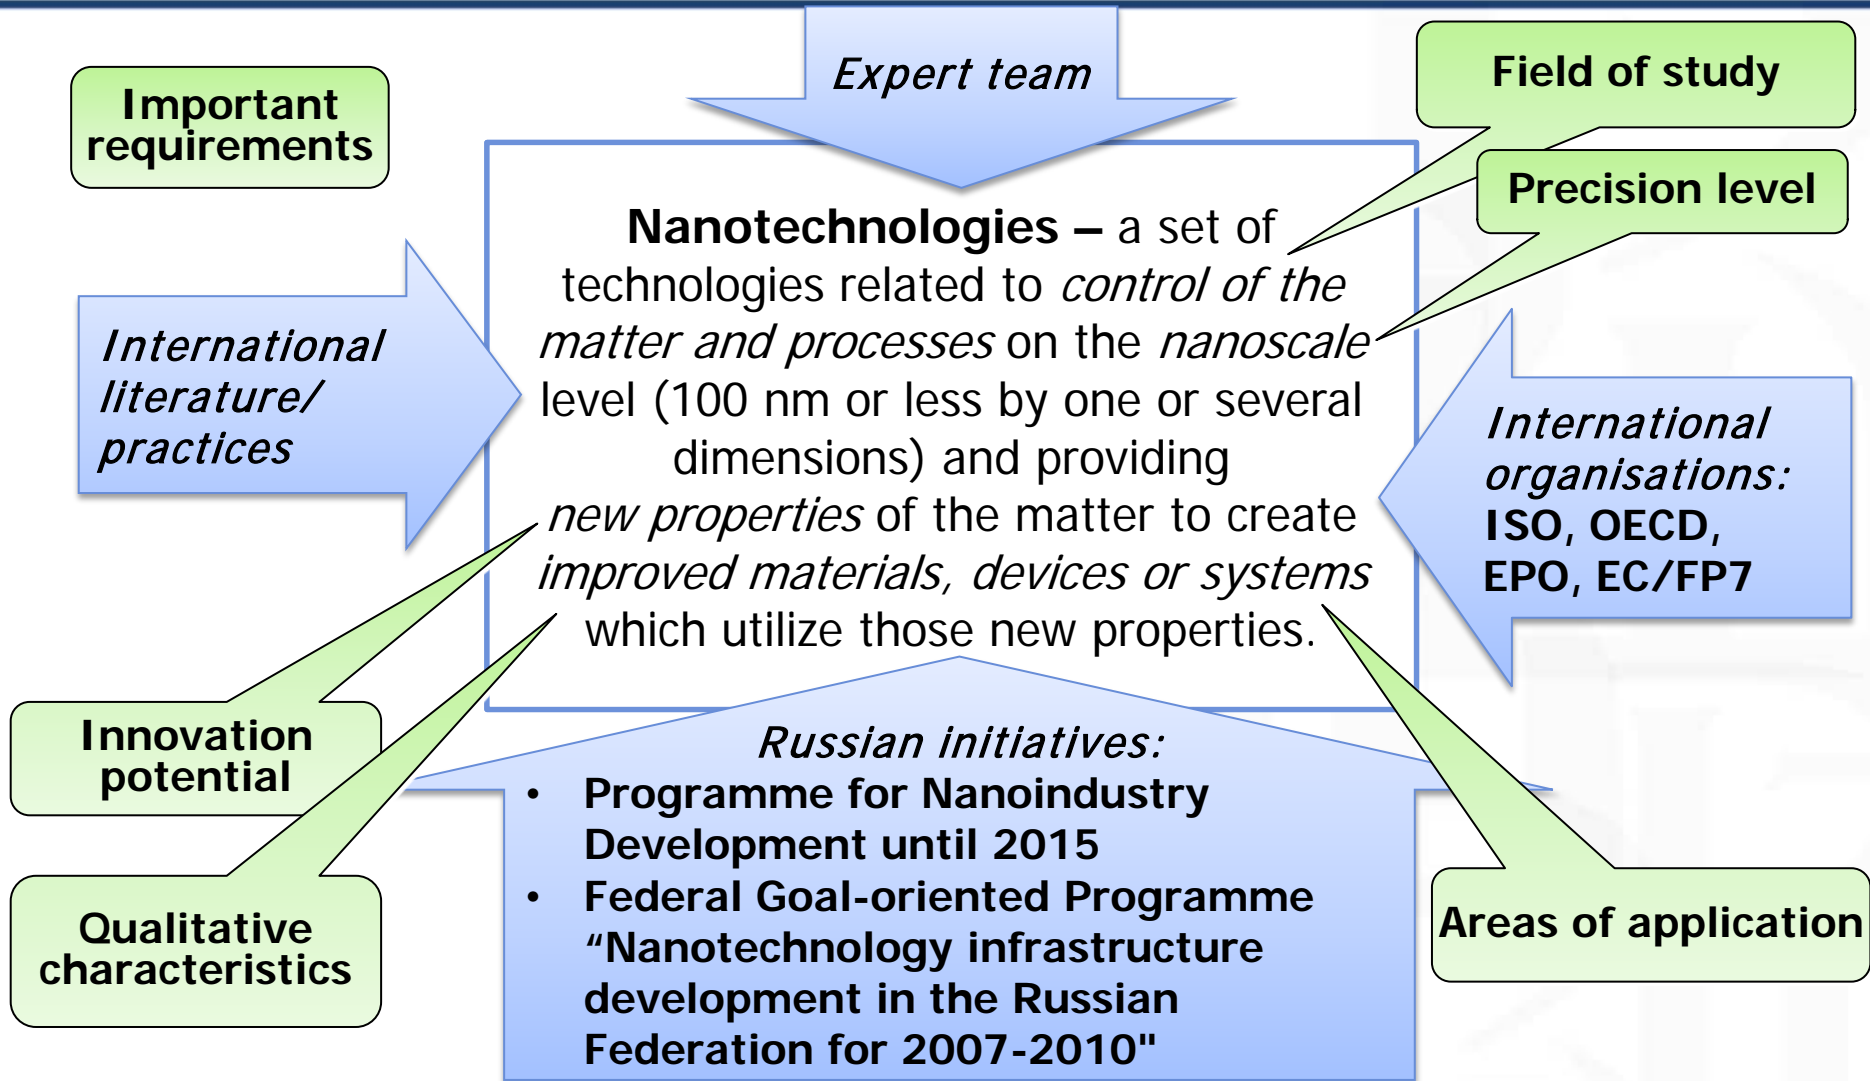 Expert team
Field of study
Important
requirements
Precision level
Nanotechnologies – a set of
technologies related to control of the
matter and processes on the nanoscale
level (100 nm or less by one or several
dimensions) and providing
new properties of the matter to create
improved materials, devices or systems
which utilize those new properties.
International
literature/
practices
International
organisations:
ISO, OECD,
EPO, EC/FP7
Innovation
potential
Qualitative
characteristics
Russian initiatives:
• Programme for Nanoindustry
Development until 2015
• Federal Goal-oriented Programme
“Nanotechnology infrastructure
development in the Russian
Federation for 2007-2010"
Areas of application